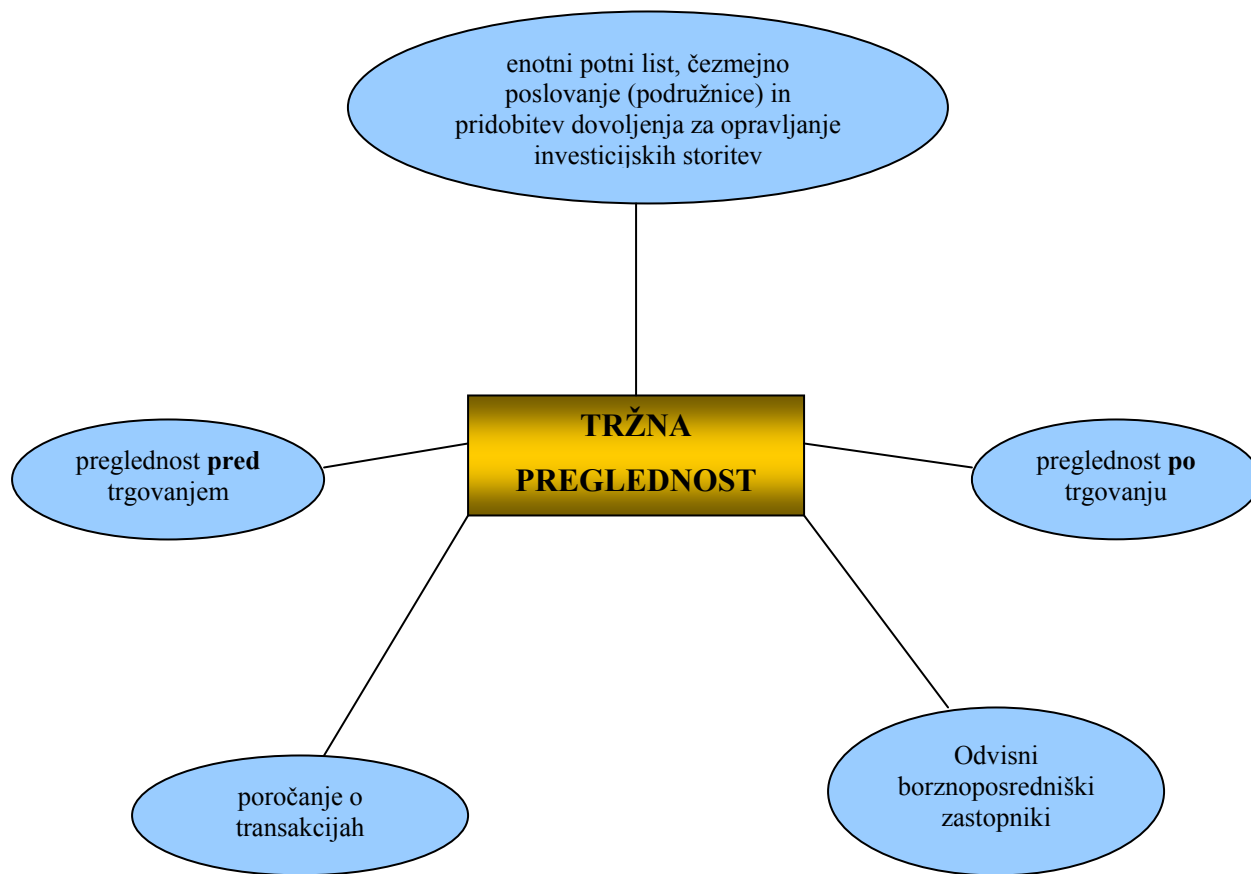 enotni potni list, čezmejno
poslovanje (podružnice) in
pridobitev dovoljenja za opravljanje
investicijskih storitev
TRŽNA
PREGLEDNOST
preglednost pred
trgovanjem
preglednost po
trgovanju
poročanje o
transakcijah
Odvisni
borznoposredniški
zastopniki